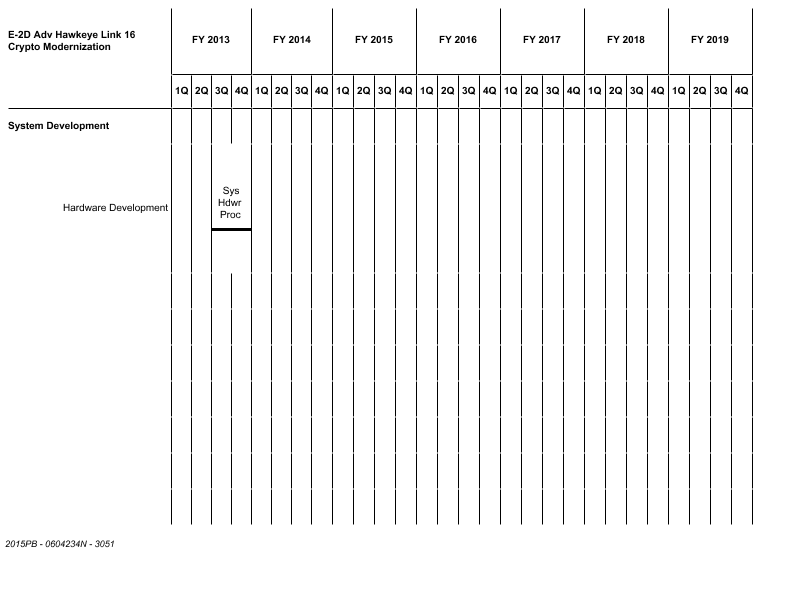 E-2D Adv Hawkeye Link 16
Crypto Modernization
FY 2013 FY 2014 FY 2015 FY 2016 FY 2017 FY 2018 FY 2019
1Q 2Q 3Q 4Q 1Q 2Q 3Q 4Q 1Q 2Q 3Q 4Q 1Q 2Q 3Q 4Q 1Q 2Q 3Q 4Q 1Q 2Q 3Q 4Q 1Q 2Q 3Q 4Q
System Development
Hardware Development
Sys
Hdwr
Proc
2015PB - 0604234N - 3051